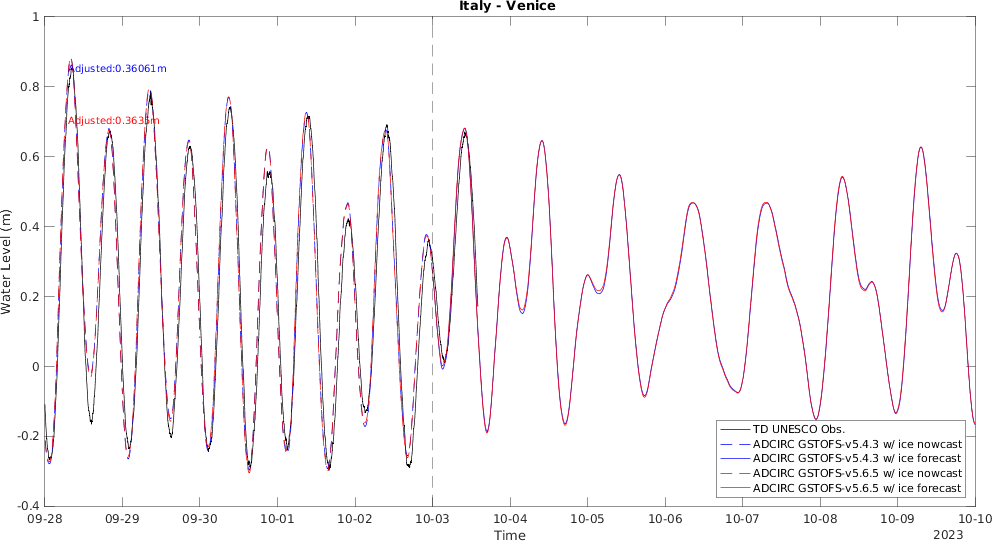 Italy - Venice
Water Level (m)
1
0.8
0.6
0.4
0.2
0
-0.2
-0.4
Adjusted:0.36061m
Adjusted:0.3635m
TD UNESCO Obs.
ADCIRC GSTOFS-v5.4.3 w/ ice nowcast
ADCIRC GSTOFS-v5.4.3 w/ ice forecast
ADCIRC GSTOFS-v5.6.5 w/ ice nowcast
ADCIRC GSTOFS-v5.6.5 w/ ice forecast
09-28 09-29 09-30 10-01 10-02 10-03 10-04 10-05 10-06 10-07 10-08 10-09 10-10
Time
2023